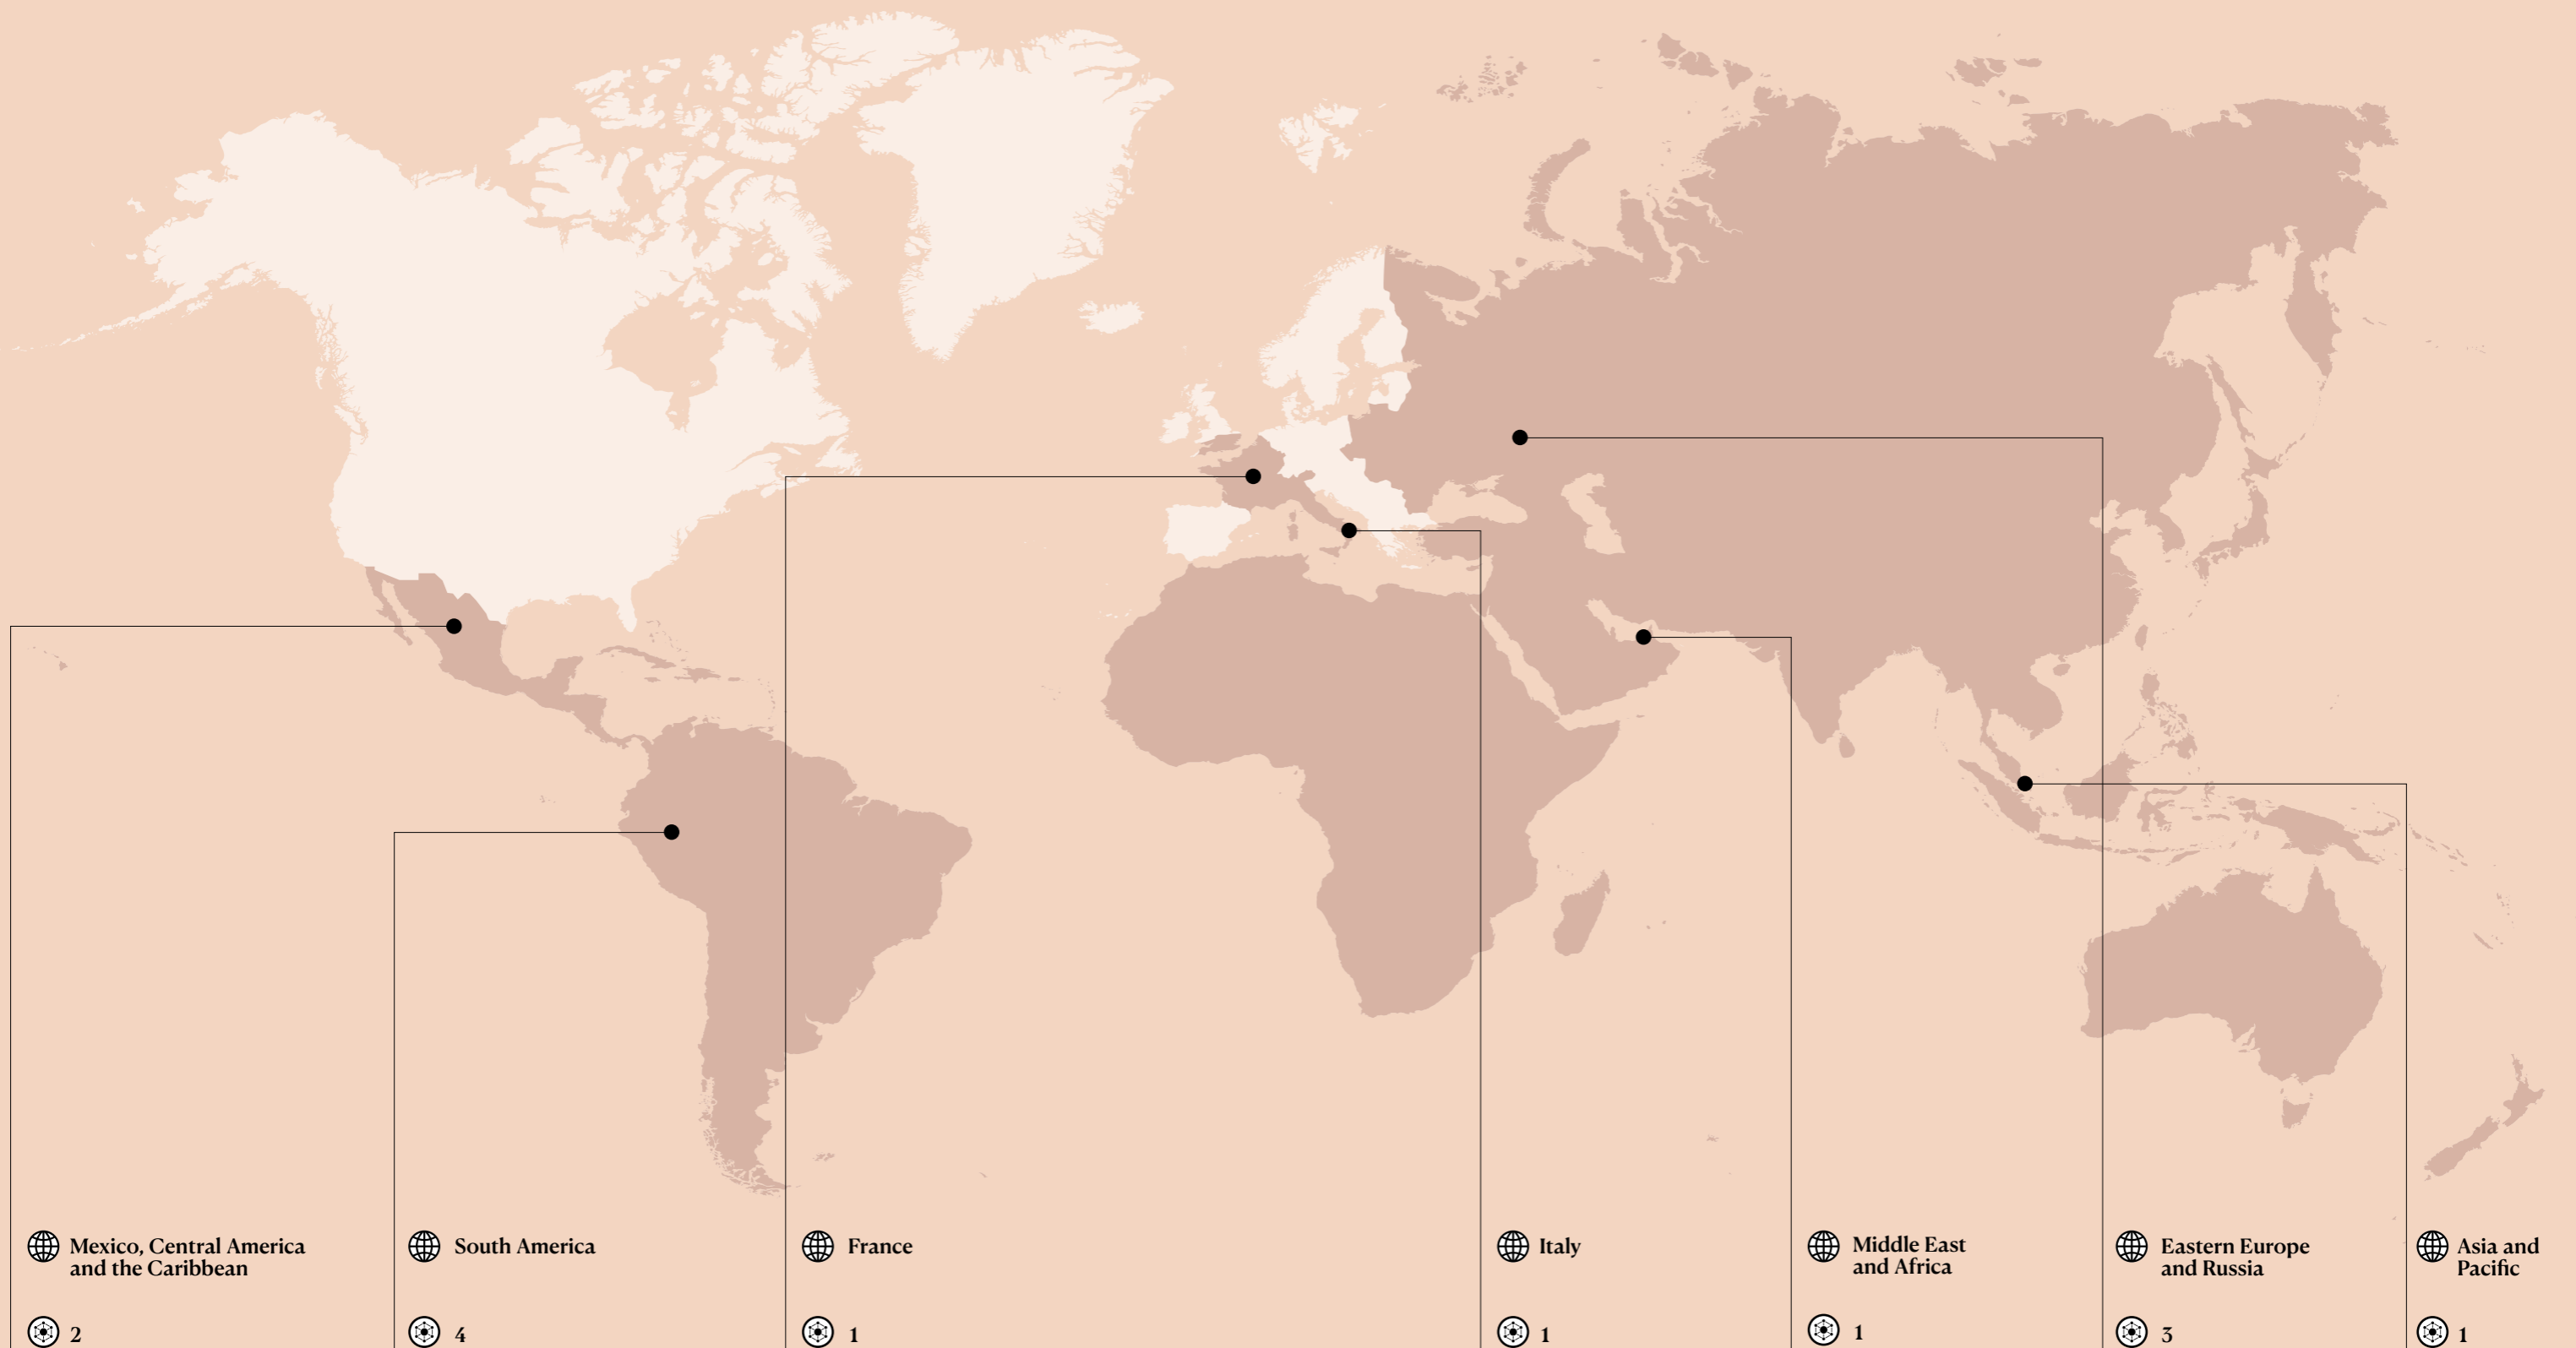 Mexico, Central America
and the Caribbean
2
South America
4
France
1
Italy
1
Middle East
and Africa
1
Eastern Europe
and Russia
3
Asia and
Pacific
1